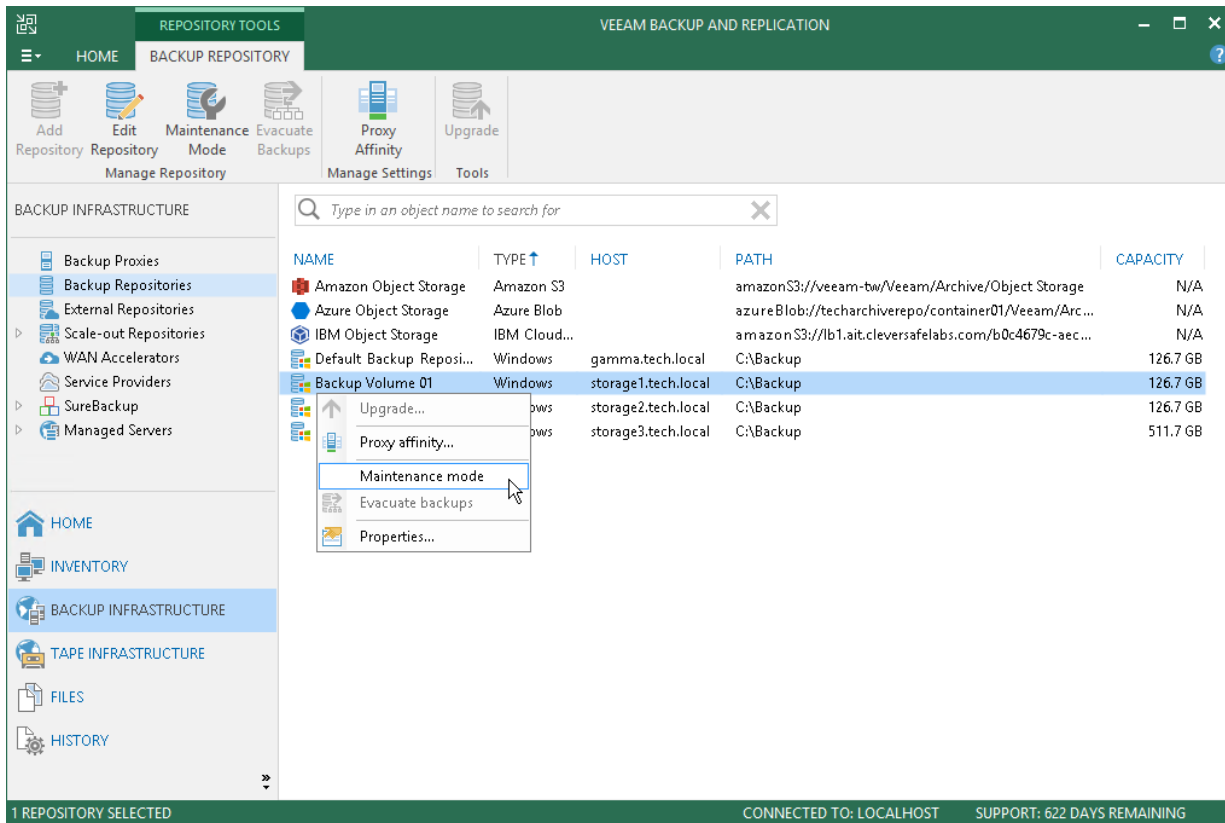 REPOSITORY TOOLS
VEEAM BACKUP AND REPLICATION
HOME
BACKUP REPOSITORY
Add Repository
Edit Repository
Maintenance Mode
Evacuate Backups
Proxy Affinity
Upgrade
Manage Repository
Manage Settings
Tools
BACKUP INFRASTRUCTURE
Backup Proxies
Backup Repositories
External Repositories
Scale-out Repositories
WAN Accelerators
Service Providers
SureBackup
Managed Servers
HOME
INVENTORY
BACKUP INFRASTRUCTURE
TAPE INFRASTRUCTURE
FILES
HISTORY
Type in an object name to search for
NAME TYPE HOST PATH CAPACITY
Amazon Object Storage Amazon S3 amazonS3://veeam-tw/Veeam/Archive/Object Storage N/A
Azure Object Storage Azure Blob azureBlob://techarchiverepo/container01/Veeam/Arc... N/A
IBM Object Storage IBM Cloud... amazonS3://lb1.ait.cleversafelabs.com/b0c4679c-aec... N/A
Default Backup Reposi... Windows gamma.tech.local C:\Backup 126.7 GB
Backup Volume 01 Windows storage1.tech.local C:\Backup 126.7 GB
ows storage2.tech.local C:\Backup 126.7 GB
ows storage3.tech.local C:\Backup 511.7 GB
Upgrade...
Proxy affinity...
Maintenance mode
Evacuate backups
Properties...
1 REPOSITORY SELECTED
CONNECTED TO: LOCALHOST
SUPPORT: 622 DAYS REMAINING